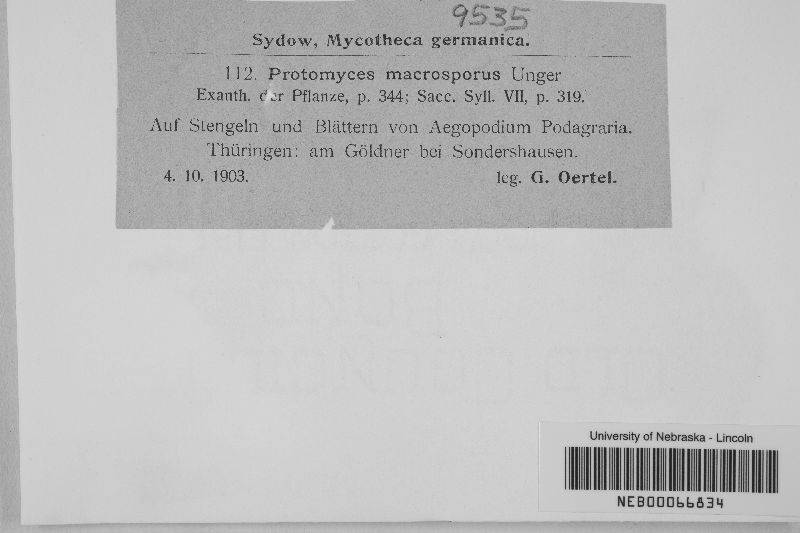 9535
Sydow, Mycotheca germanica.
112. Protomyces macrosporus Unger
Exanth. der Pflanze, p. 344; Sacc. Syll. VII, p. 319.
Auf Stengeln und Blättern von Aegopodium Podagraria.
Thüringen: am Göldner bei Sondershausen.
4. 10. 1903. leg. G. Oertel.
University of Nebraska - Lincoln
NEB00066834